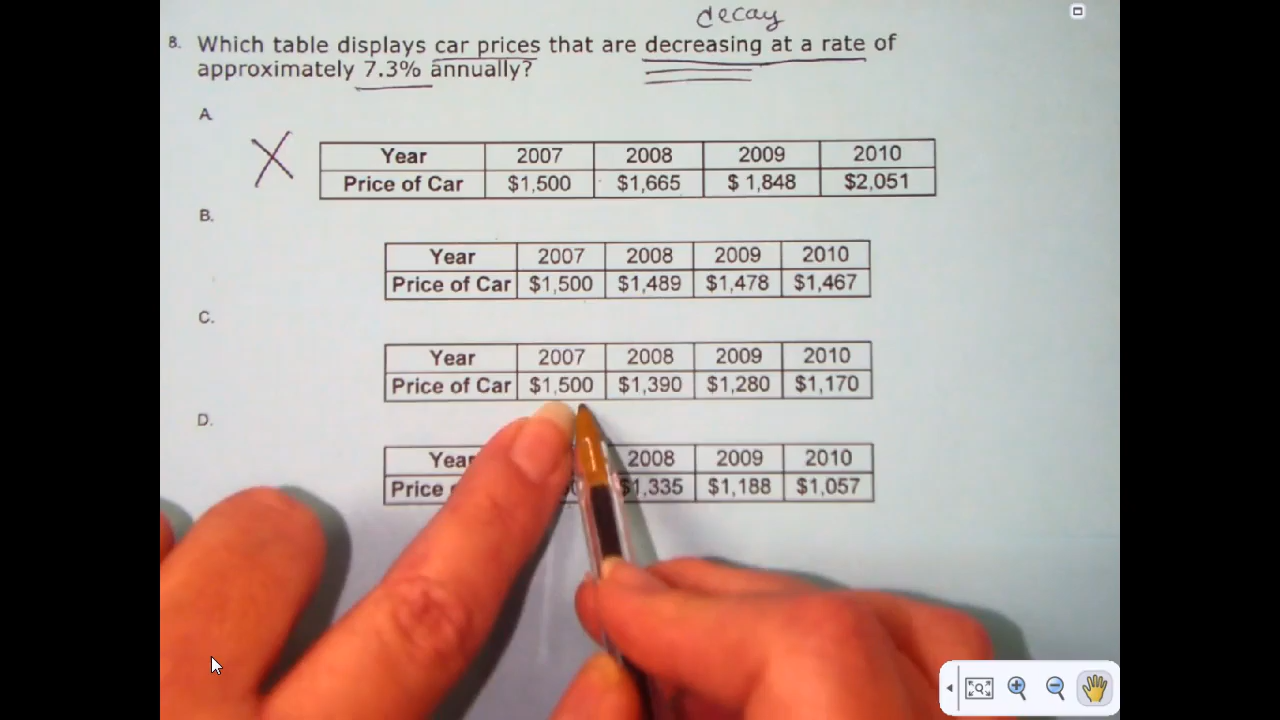 decay
8. Which table displays car prices that are decreasing at a rate of
approximately 7.3% annually?
A.
Year 2007 2008 2009 2010
Price of Car $1,500 $1,665 $ 1,848 $2,051
B.
Year 2007 2008 2009 2010
Price of Car $1,500 $1,489 $1,478 $1,467
C.
Year 2007 2008 2009 2010
Price of Car $1,500 $1,390 $1,280 $1,170
D.
Year 2008 2009 2010
Price $1,335 $1,188 $1,057